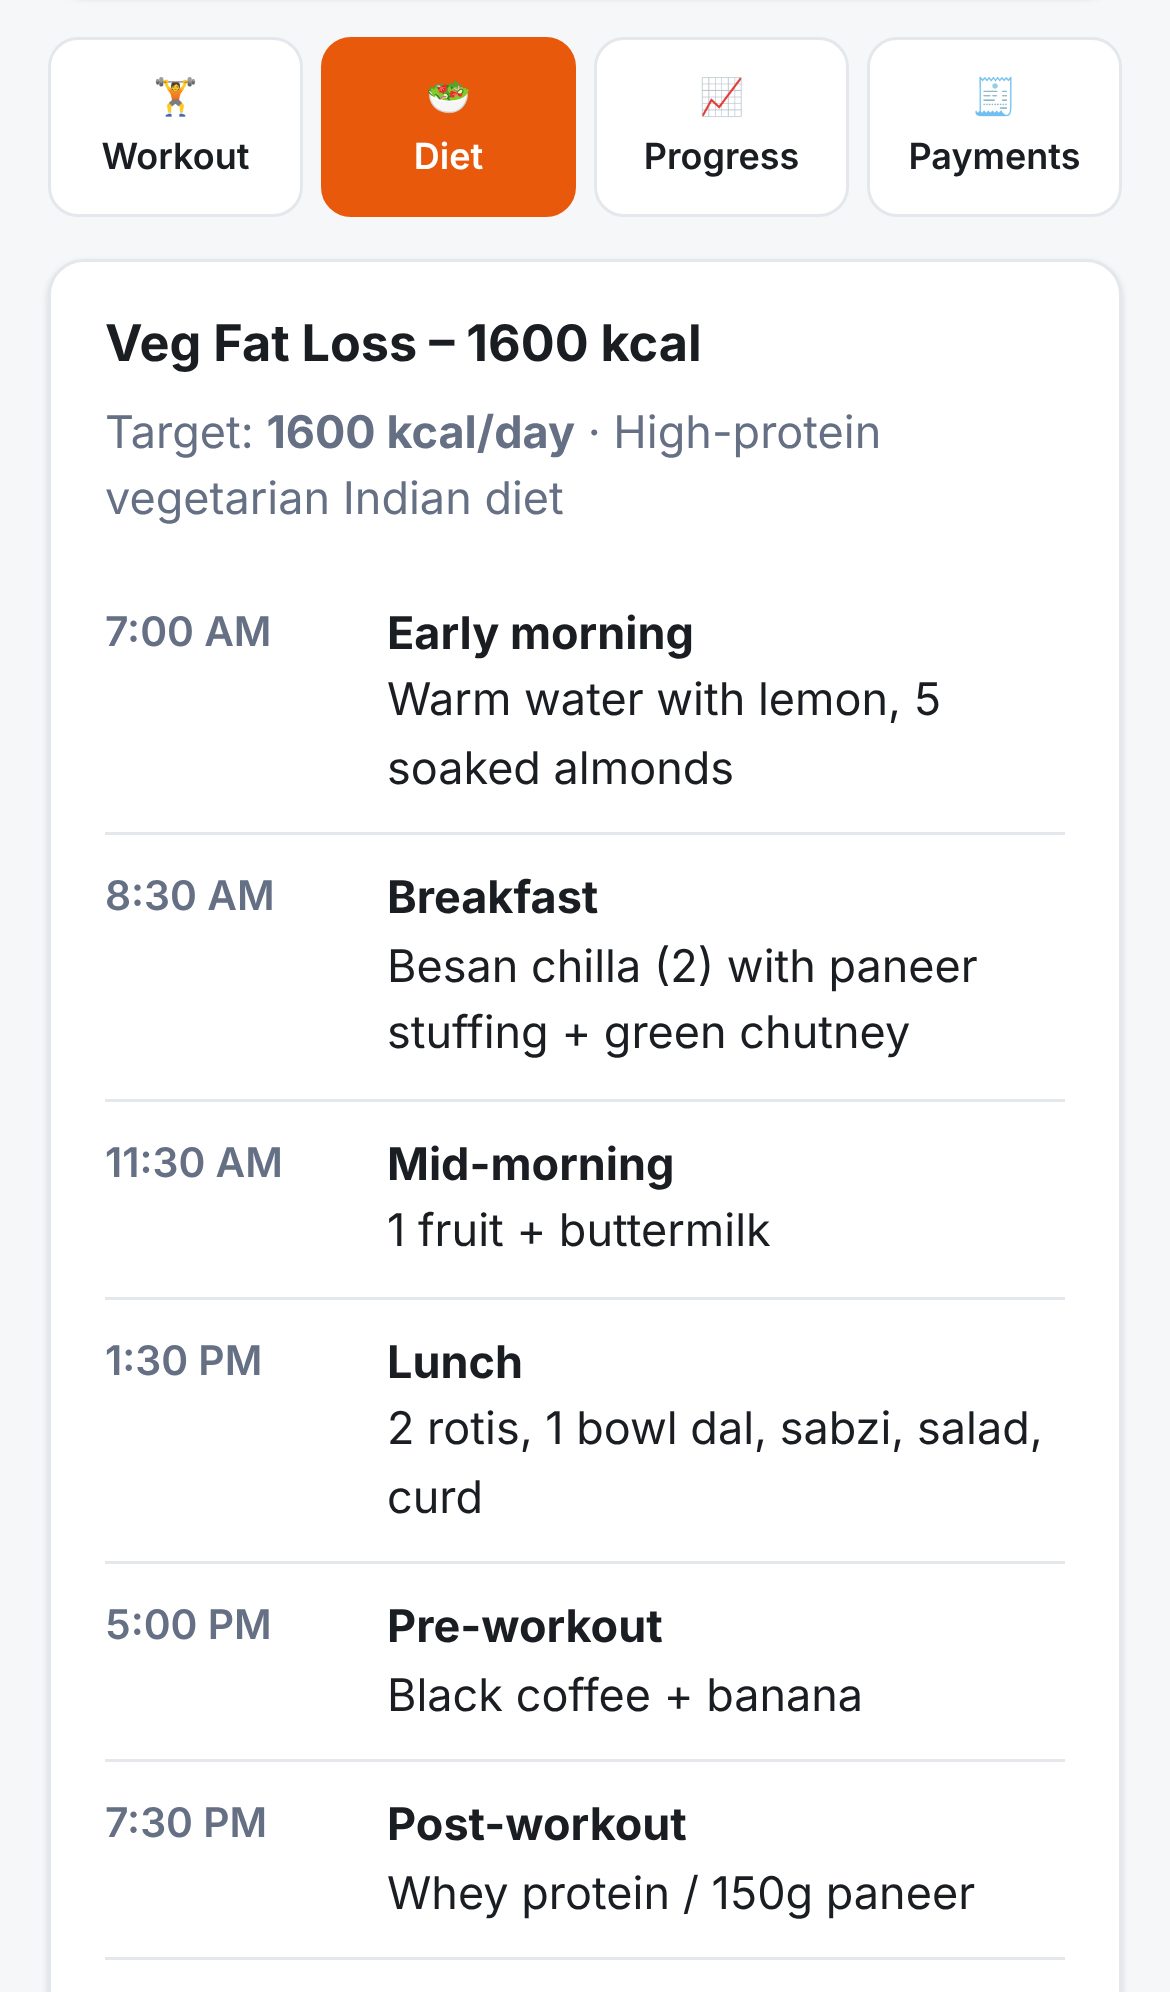 Workout
Diet
Progress
Payments
Veg Fat Loss – 1600 kcal
Target: 1600 kcal/day · High-protein
vegetarian Indian diet
7:00 AM
Early morning
Warm water with lemon, 5
soaked almonds
8:30 AM
Breakfast
Besan chilla (2) with paneer
stuffing + green chutney
11:30 AM
Mid-morning
1 fruit + buttermilk
1:30 PM
Lunch
2 rotis, 1 bowl dal, sabzi, salad,
curd
5:00 PM
Pre-workout
Black coffee + banana
7:30 PM
Post-workout
Whey protein / 150g paneer